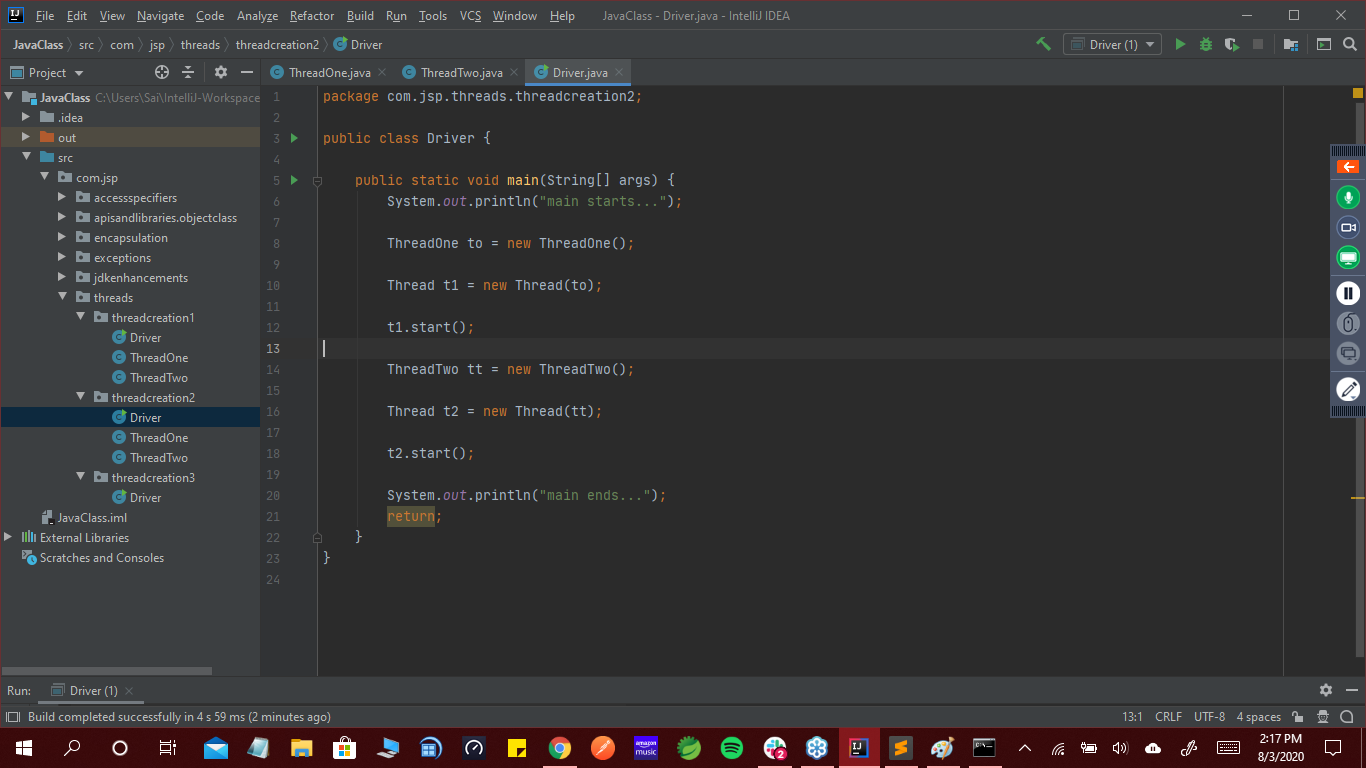 File Edit View Navigate Code Analyze Refactor Build Run Tools VCS Window Help JavaClass - Driver.java - IntelliJ IDEA
JavaClass src com jsp threads threadcreation2 Driver Driver (1)
Project ThreadOne.java ThreadTwo.java Driver.java
JavaClass C:\Users\Sai\IntelliJ-Workspace
.idea
out
src
com.jsp
accessspecifiers
apisandlibraries.objectclass
encapsulation
exceptions
jdkenhancements
threads
threadcreation1
Driver
ThreadOne
ThreadTwo
threadcreation2
Driver
ThreadOne
ThreadTwo
threadcreation3
Driver
JavaClass.iml
External Libraries
Scratches and Consoles
1 package com.jsp.threads.threadcreation2;
2
3 public class Driver {
4
5 public static void main(String[] args) {
6 System.out.println("main starts...");
7
8 ThreadOne to = new ThreadOne();
9
10 Thread t1 = new Thread(to);
11
12 t1.start();
13
14 ThreadTwo tt = new ThreadTwo();
15
16 Thread t2 = new Thread(tt);
17
18 t2.start();
19
20 System.out.println("main ends...");
21 return;
22 }
23 }
24
Run: Driver (1)
Build completed successfully in 4 s 59 ms (2 minutes ago) 13:1 CRLF UTF-8 4 spaces
amazon music
2
2:17 PM
8/3/2020